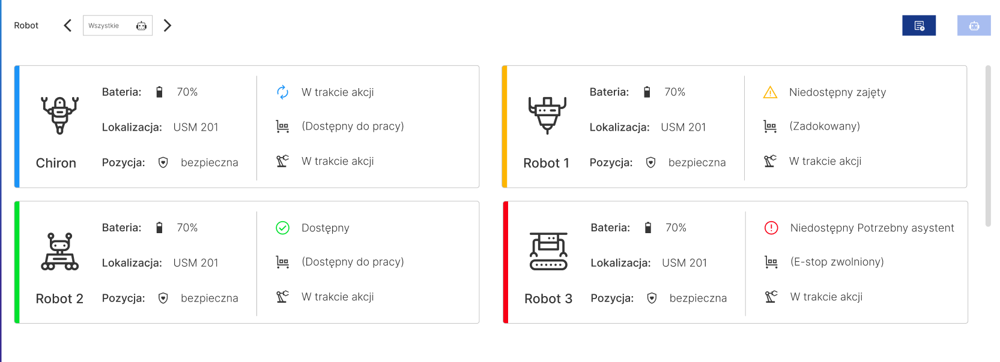 Robot
Wszystkie
Bateria: 70%
Lokalizacja: USM 201
Pozycja: bezpieczna
Chiron
W trakcie akcji
(Dostępny do pracy)
W trakcie akcji
Bateria: 70%
Lokalizacja: USM 201
Pozycja: bezpieczna
Robot 1
Niedostępny zajęty
(Zadokowany)
W trakcie akcji
Bateria: 70%
Lokalizacja: USM 201
Pozycja: bezpieczna
Robot 2
Dostępny
(Dostępny do pracy)
W trakcie akcji
Bateria: 70%
Lokalizacja: USM 201
Pozycja: bezpieczna
Robot 3
Niedostępny Potrzebny asystent
(E-stop zwolniony)
W trakcie akcji